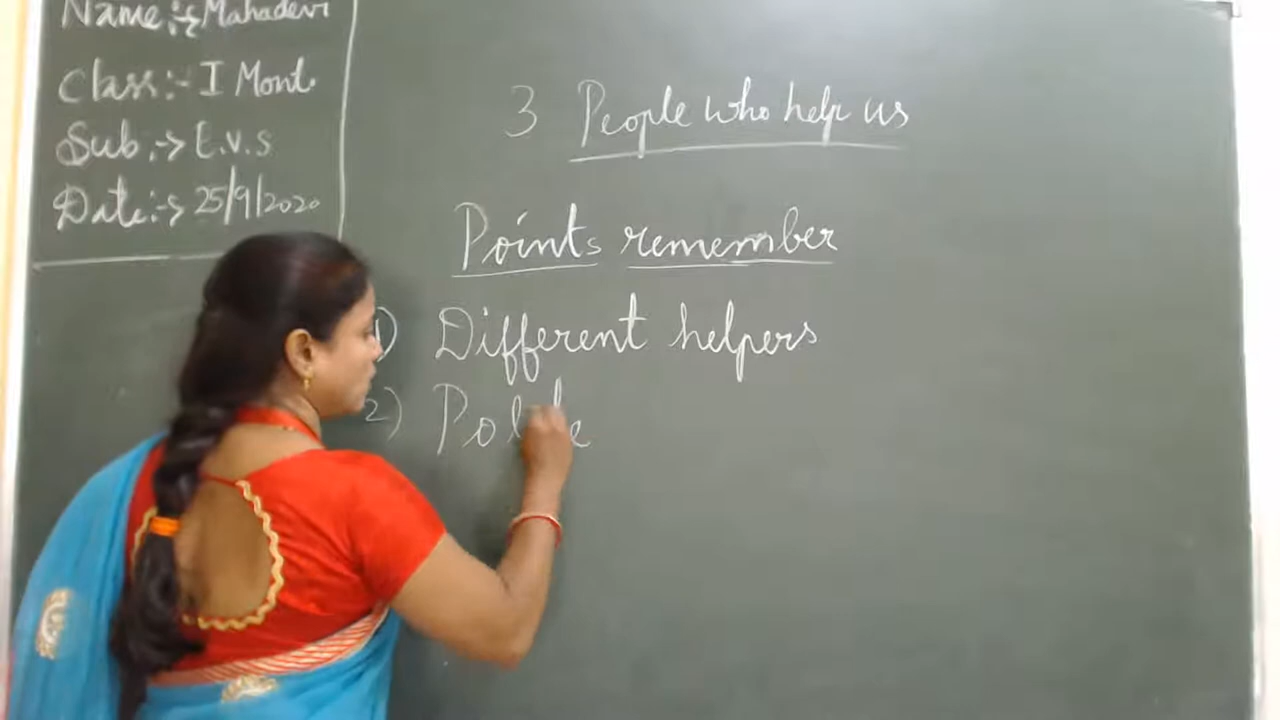 Name:-> Mahadevi
Class:- I Mont.
Sub:-> E.v.s
Date:-> 25/9/2020
3 People who help us
Points remember
1) Different helpers
2)